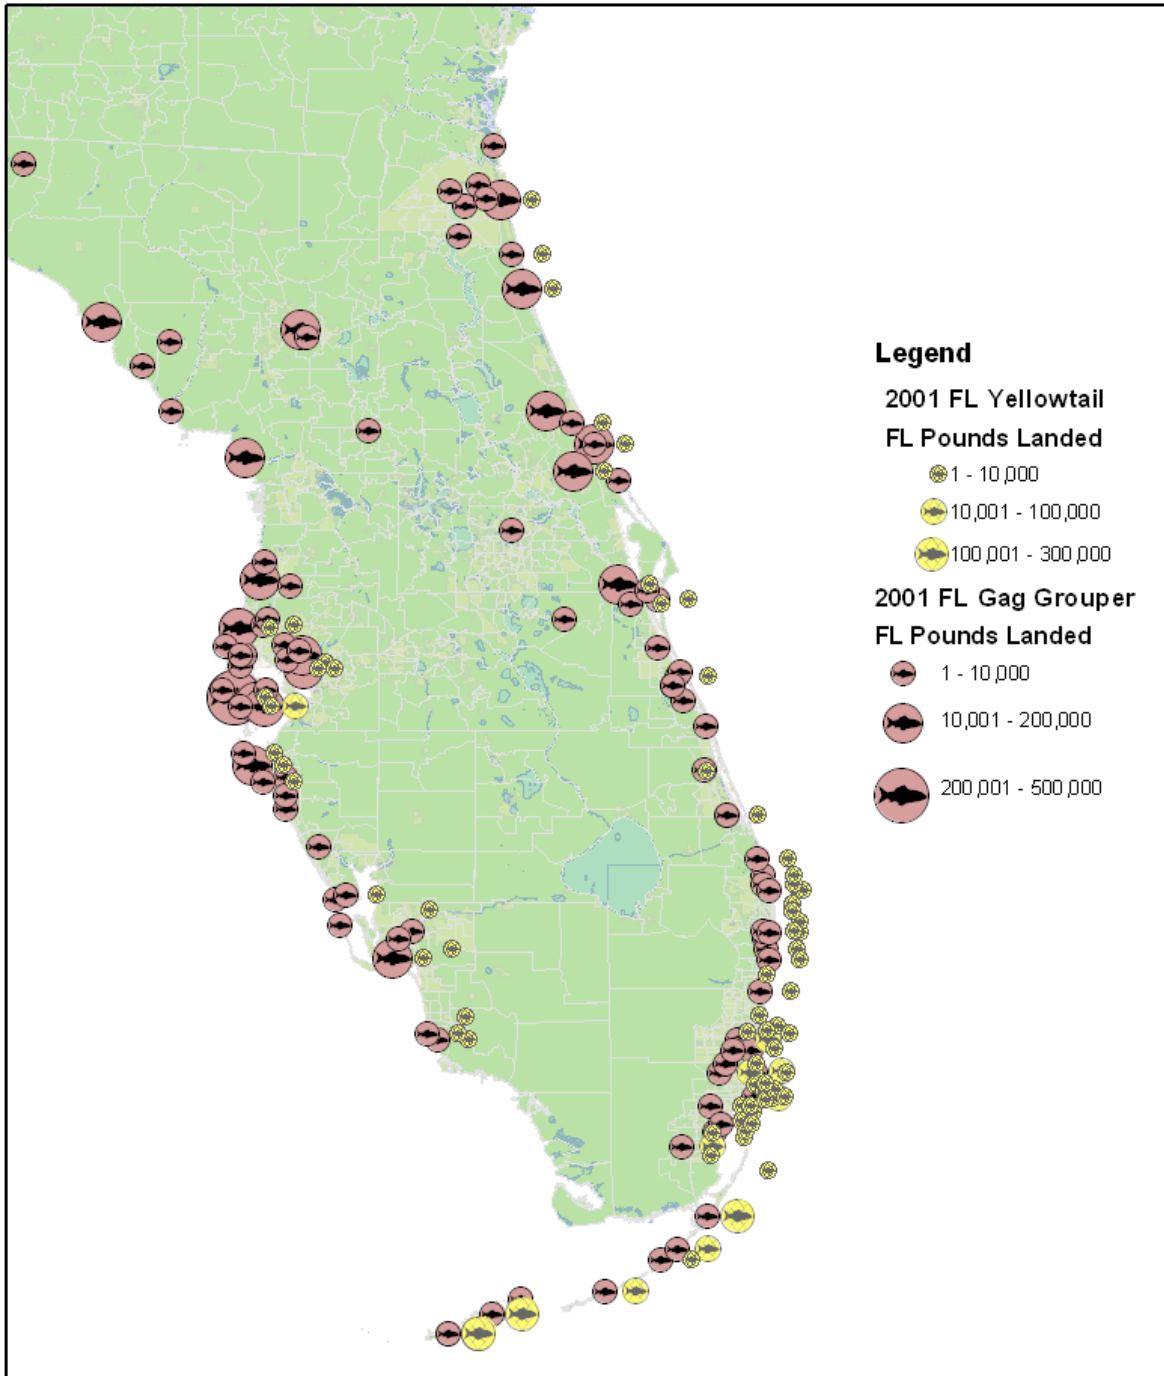 Legend
2001 FL Yellowtail
FL Pounds Landed
1 - 10,000
10,001 - 100,000
100,001 - 300,000
2001 FL Gag Grouper
FL Pounds Landed
1 - 10,000
10,001 - 200,000
200,001 - 500,000